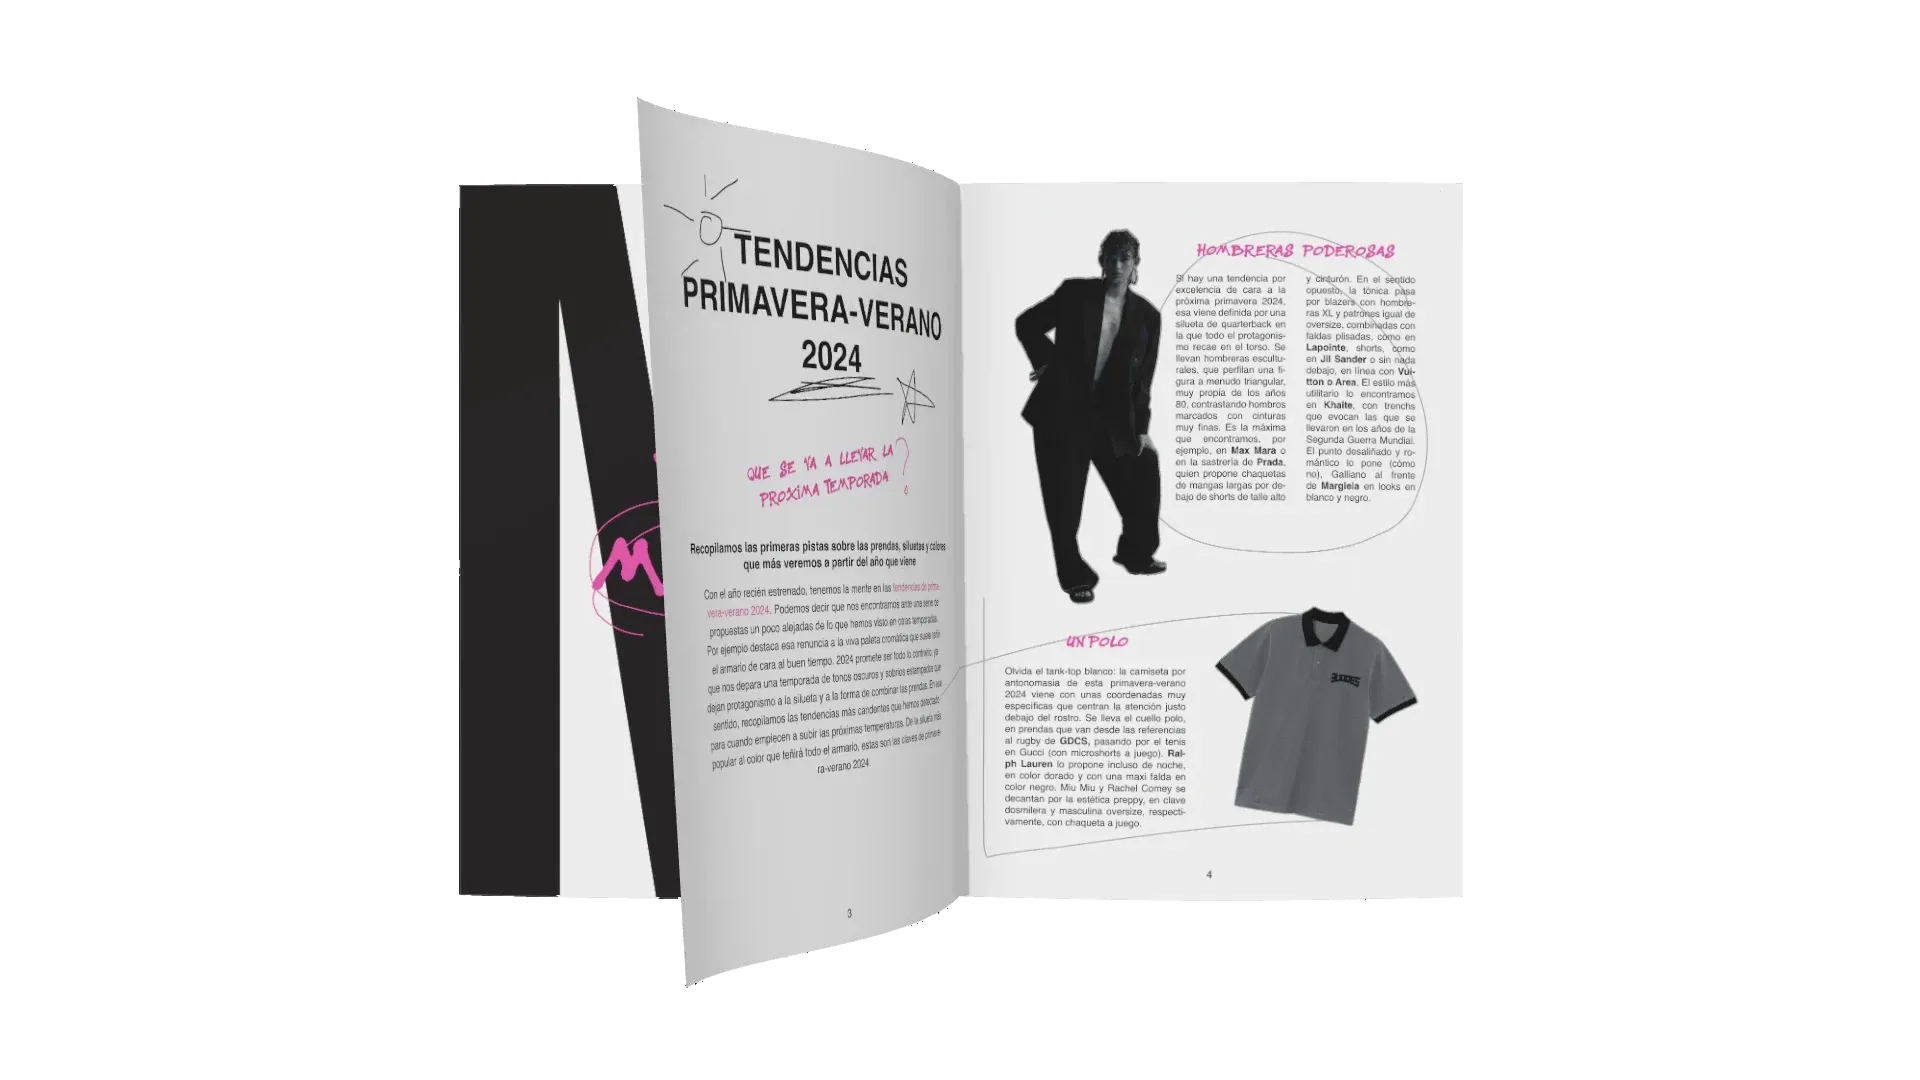 M
TENDENCIAS
PRIMAVERA-VERANO
2024
QUE SE VA A LLEVAR LA
PROXIMA TEMPORADA?
Recopilamos las primeras pistas sobre las prendas, siluetas y colores
que más veremos a partir del año que viene
Con el año recién estrenado, tenemos la mente en las tendencias de prima-
vera-verano 2024. Podemos decir que nos encontramos ante una serie de
propuestas un poco alejadas de lo que hemos visto en otras temporadas.
Por ejemplo destaca esa renuncia a la viva paleta cromática que suele teñir
el armario de cara al buen tiempo. 2024 promete ser todo lo contrario, ya
que nos depara una temporada de tonos oscuros y sobrios estampados que
dejan protagonismo a la silueta y a la forma de combinar las prendas. En ese
sentido, recopilamos las tendencias más candentes que hemos detectado
para cuando empiecen a subir las próximas temperaturas. De la silueta más
popular al color que teñirá todo el armario, estas son las claves de primave-
ra-verano 2024
3
HOMBRERAS PODEROSAS
Si hay una tendencia por
excelencia de cara a la
próxima primavera 2024,
esa viene definida por una
silueta de quarterback en
la que todo el protagonis-
mo recae en el torso. Se
llevan hombreras escultu-
rales, que perfilan una fi-
gura a menudo triangular,
muy propia de los años
80, contrastando hombros
marcados con cinturas
muy finas. Es la máxima
que encontramos, por
ejemplo, en Max Mara o
en la sastrería de Prada,
quien propone chaquetas
de mangas largas por de-
bajo de shorts de talle alto
y cinturón. En el sentido
opuesto, la tónica pasa
por blazers con hombre-
ras XL y patrones igual de
oversize, combinadas con
faldas plisadas, cómo en
Lapointe, shorts, como
en Jil Sander o sin nada
debajo, en línea con Vui-
tton o Area. El estilo más
utilitario lo encontramos
en Khaite, con trenchs
que evocan las que se
llevaron en los años de la
Segunda Guerra Mundial.
El punto desaliñado y ro-
mántico lo pone (cómo
no), Galliano al frente
de Margiela en looks en
blanco y negro.
UN POLO
Olvida el tank-top blanco: la camiseta por
antonomasia de esta primavera-verano
2024 viene con unas coordenadas muy
específicas que centran la atención justo
debajo del rostro. Se lleva el cuello polo,
en prendas que van desde las referencias
al rugby de GDCS, pasando por el tenis
en Gucci (con microshorts a juego). Ral-
ph Lauren lo propone incluso de noche,
en color dorado y con una maxi falda en
color negro. Miu Miu y Rachel Comey se
decantan por la estética preppy, en clave
dosmilera y masculina oversize, respecti-
vamente, con chaqueta a juego.
4